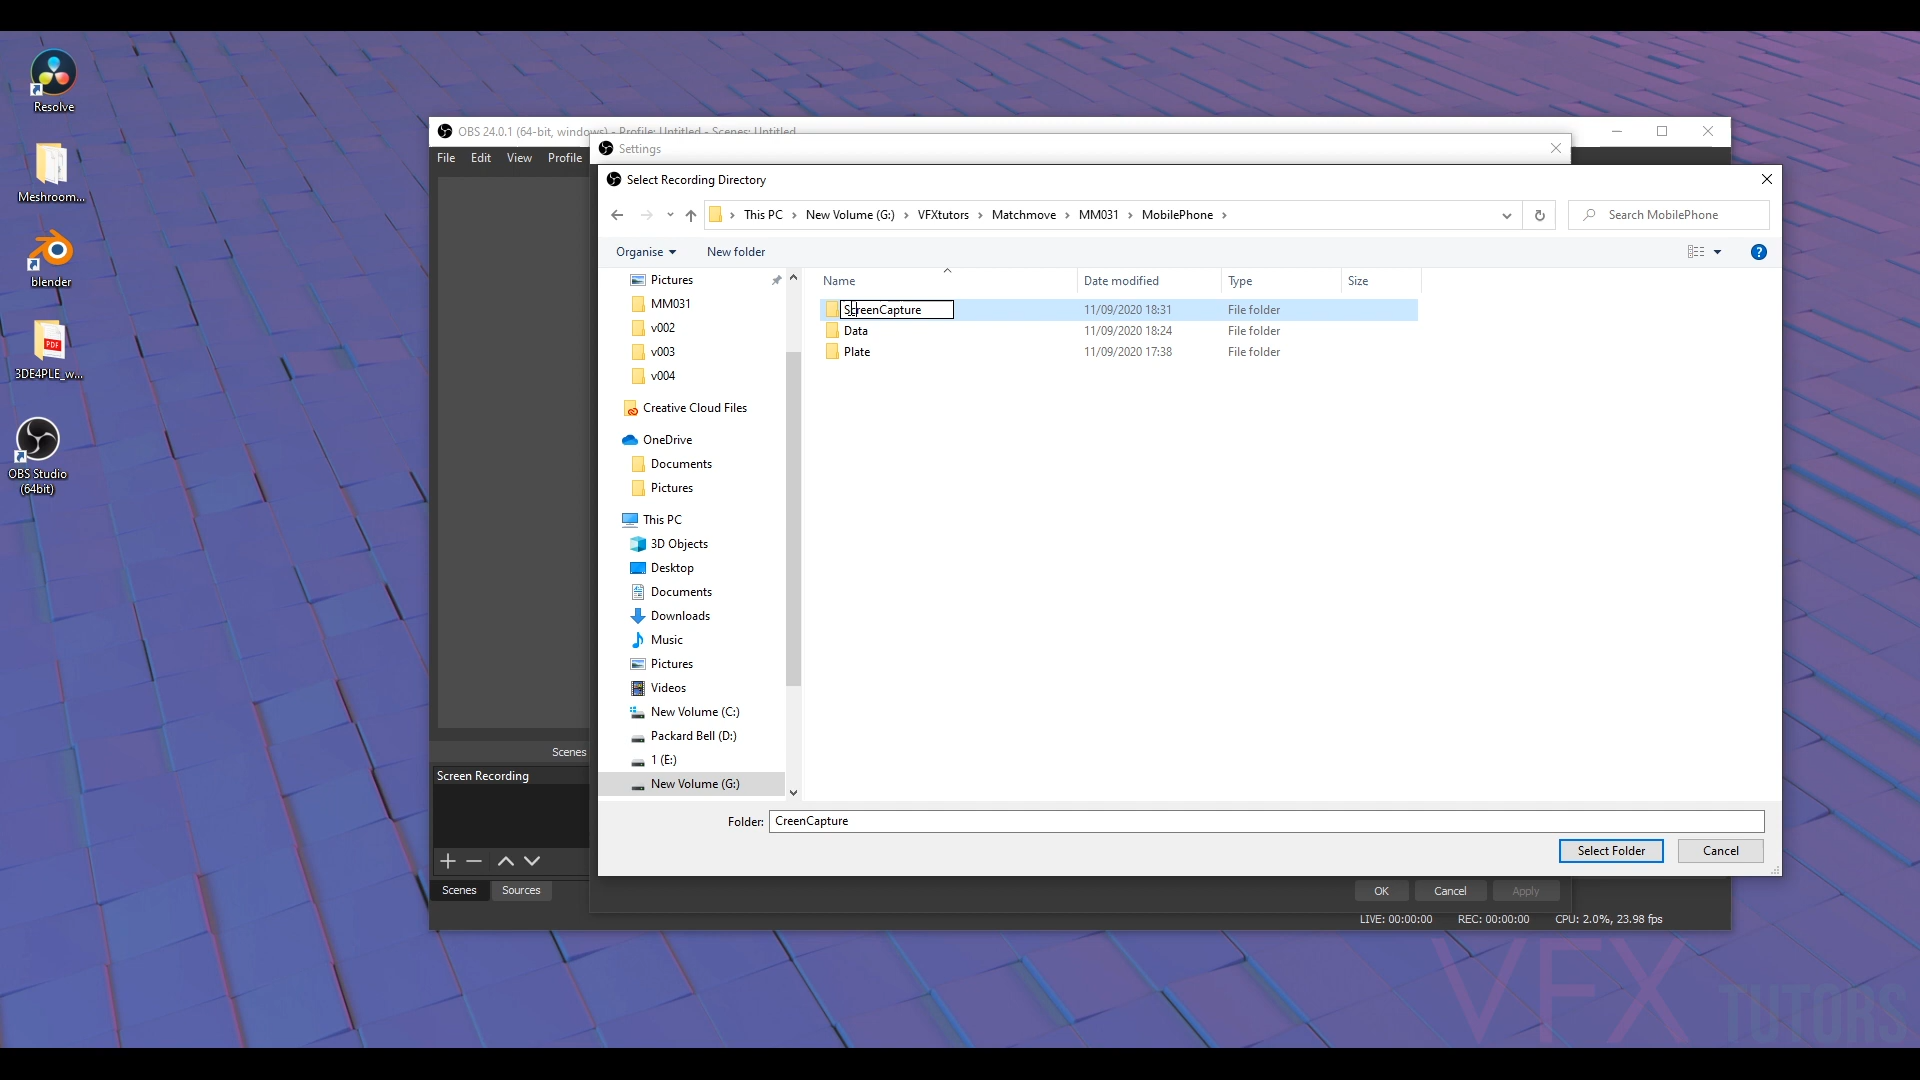 Resolve
Meshroom...
blender
PDF
3DE4PLE_w...
OBS Studio
(64bit)
OBS 24.0.1 (64-bit, windows) - Profile: Untitled - Scenes: Untitled
File Edit View Profile
Settings
Select Recording Directory
This PC New Volume (G:) VFXtutors Matchmove MM031 MobilePhone
Search MobilePhone
Organise New folder
Pictures
MM031
v002
v003
v004
Creative Cloud Files
OneDrive
Documents
Pictures
This PC
3D Objects
Desktop
Documents
Downloads
Music
Pictures
Videos
New Volume (C:)
Packard Bell (D:)
1 (E:)
New Volume (G:)
Name Date modified Type Size
ScreenCapture 11/09/2020 18:31 File folder
Data 11/09/2020 18:24 File folder
Plate 11/09/2020 17:38 File folder
Folder: CreenCapture
Select Folder Cancel
Scenes
Screen Recording
Scenes Sources
OK Cancel Apply
LIVE: 00:00:00 REC: 00:00:00 CPU: 2.0%, 23.98 fps
VFX TUTORS